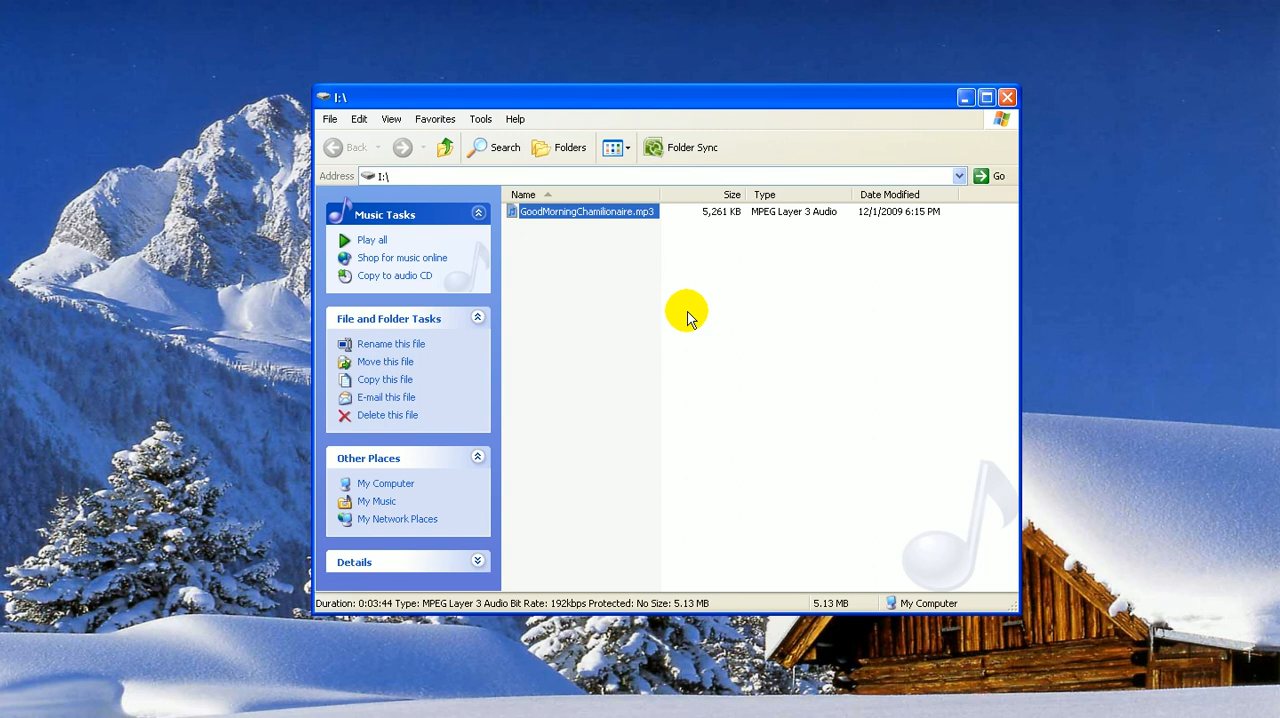 I:\
File Edit View Favorites Tools Help
Back Search Folders Folder Sync
Address I:\ Go
Music Tasks
Play all
Shop for music online
Copy to audio CD
File and Folder Tasks
Rename this file
Move this file
Copy this file
E-mail this file
Delete this file
Other Places
My Computer
My Music
My Network Places
Details
Name Size Type Date Modified
GoodMorningChamilionaire.mp3 5,261 KB MPEG Layer 3 Audio 12/1/2009 6:15 PM
Duration: 0:03:44 Type: MPEG Layer 3 Audio Bit Rate: 192kbps Protected: No Size: 5.13 MB 5.13 MB My Computer